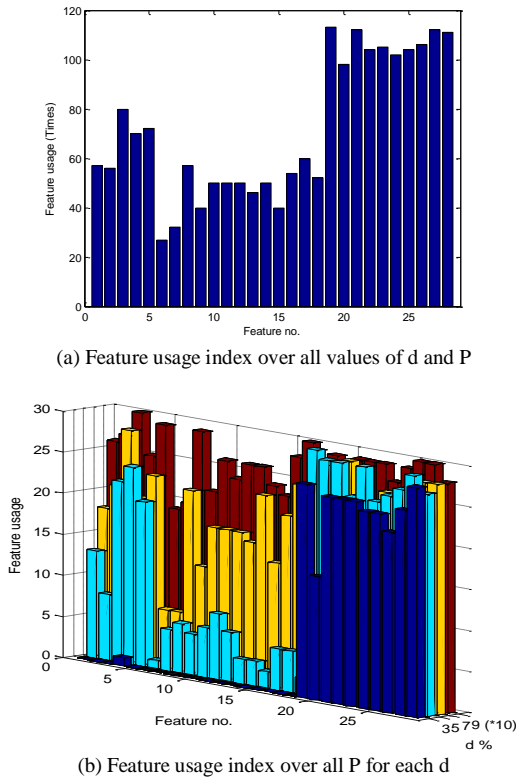 120
100
80
60
40
20
0
Feature usage (Times)
0 5 10 15 20 25
Feature no.
(a) Feature usage index over all values of d and P
30
25
20
15
10
5
0
Feature usage
0
5
10
15
20
25
Feature no.
35 79 (*10)
d %
(b) Feature usage index over all P for each d